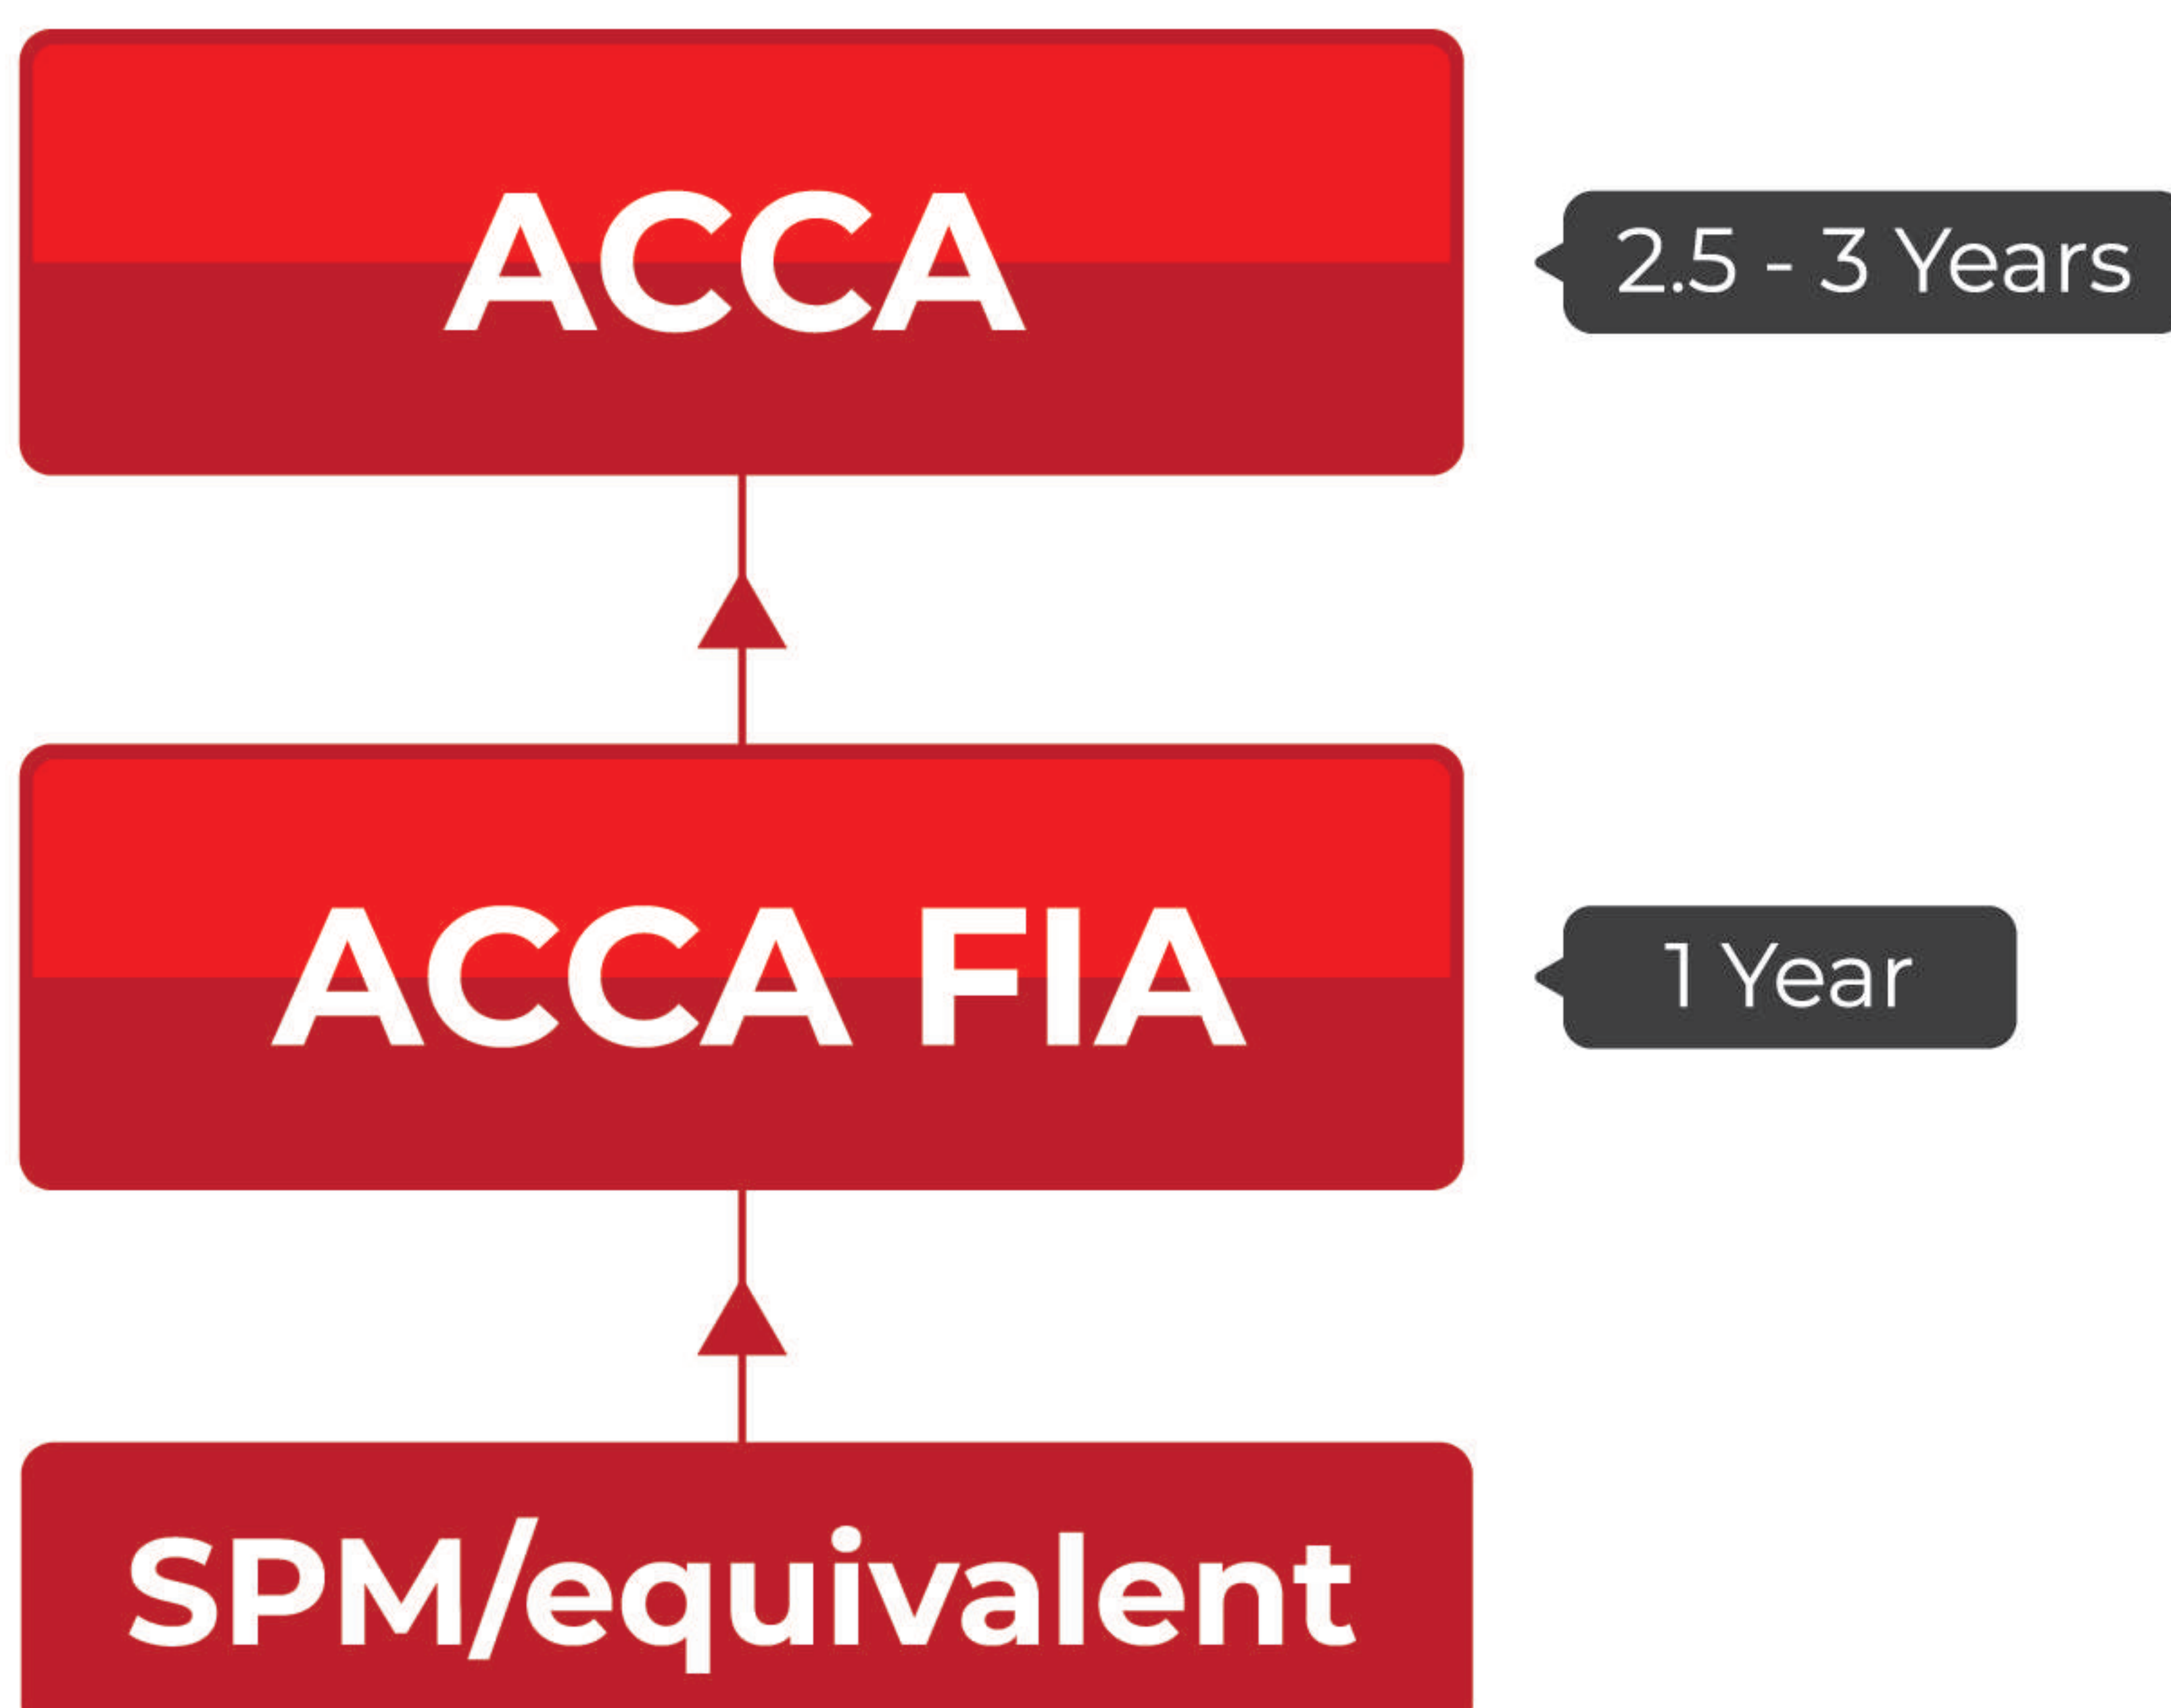 ACCA
2.5 - 3 Years
ACCA FIA
1 Year
SPM/equivalent